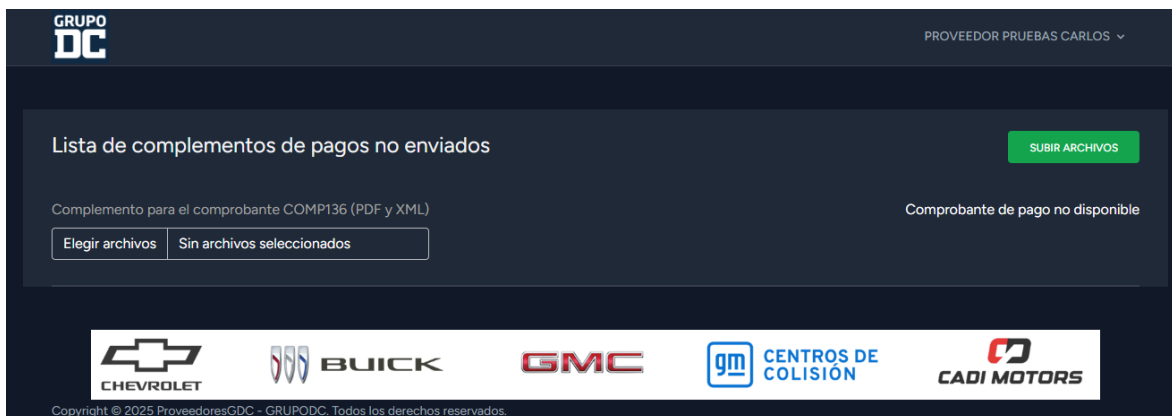 GRUPO
DC
PROVEEDOR PRUEBAS CARLOS
Lista de complementos de pagos no enviados
SUBIR ARCHIVOS
Complemento para el comprobante COMP136 (PDF y XML)
Comprobante de pago no disponible
Elegir archivos Sin archivos seleccionados
CHEVROLET
BUICK
GMC
gm CENTROS DE
COLISIÓN
CADI MOTORS
Copyright © 2025 ProveedoresGDC - GRUPODC. Todos los derechos reservados.